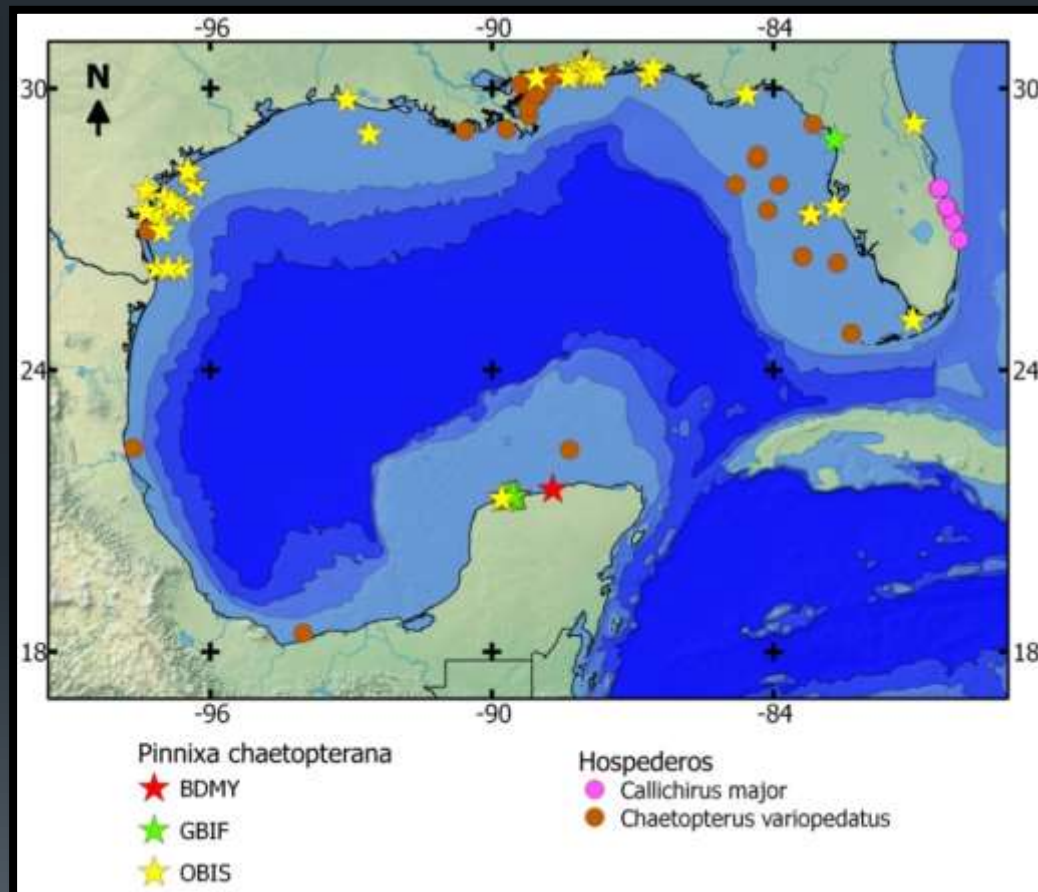 -96 -90 -84
N
30 30
24 24
18 18
-96 -90 -84
Pinnixa chaetopterana
BDMY
GBIF
OBIS
Hospederos
Callichirus major
Chaetopterus variopedatus